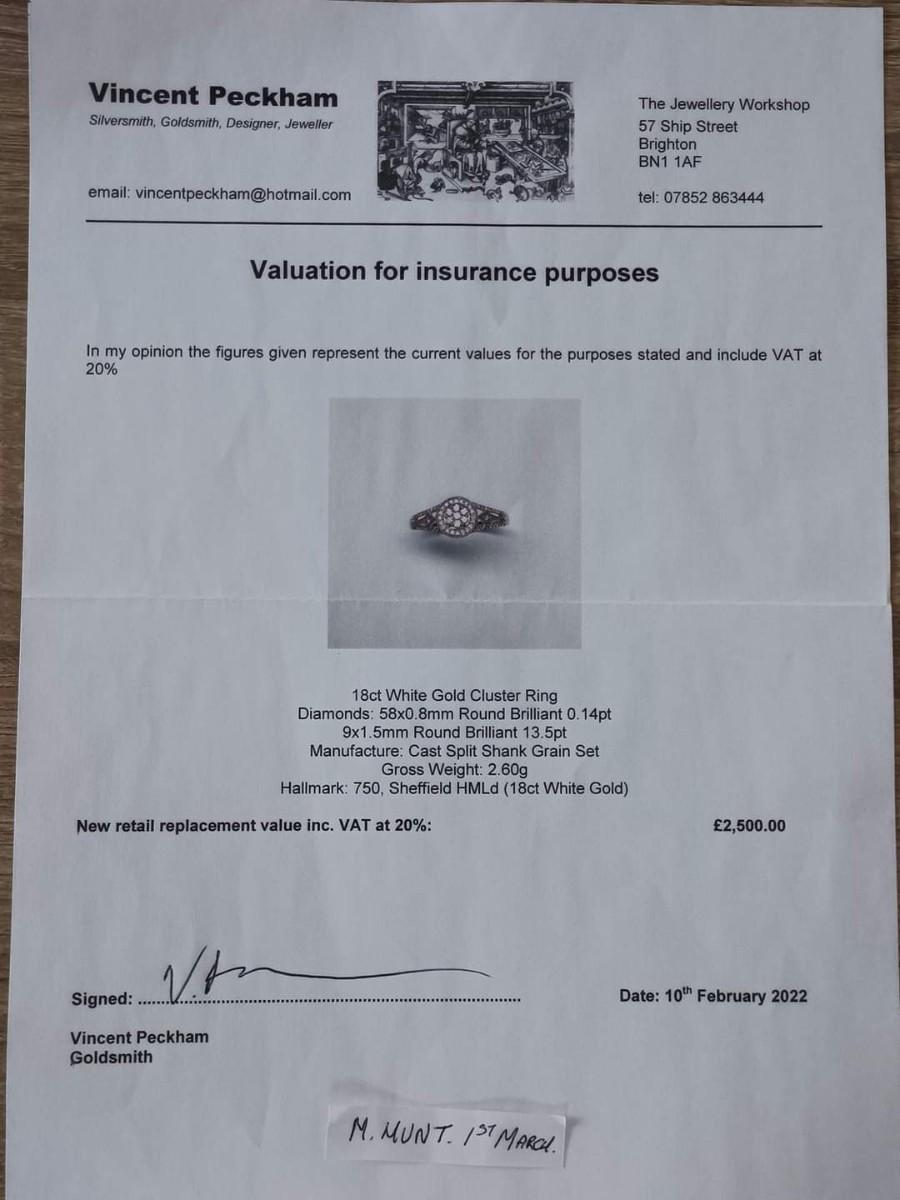 Vincent Peckham
Silversmith, Goldsmith, Designer, Jeweller
email: vincentpeckham@hotmail.com
The Jewellery Workshop
57 Ship Street
Brighton
BN1 1AF
tel: 07852 863444
Valuation for insurance purposes
In my opinion the figures given represent the current values for the purposes stated and include VAT at
20%
18ct White Gold Cluster Ring
Diamonds: 58x0.8mm Round Brilliant 0.14pt
9x1.5mm Round Brilliant 13.5pt
Manufacture: Cast Split Shank Grain Set
Gross Weight: 2.60g
Hallmark: 750, Sheffield HMLd (18ct White Gold)
New retail replacement value inc. VAT at 20%: £2,500.00
Signed: ....................
Date: 10th February 2022
Vincent Peckham
Goldsmith
M. MUNT. 1ST MARCH.